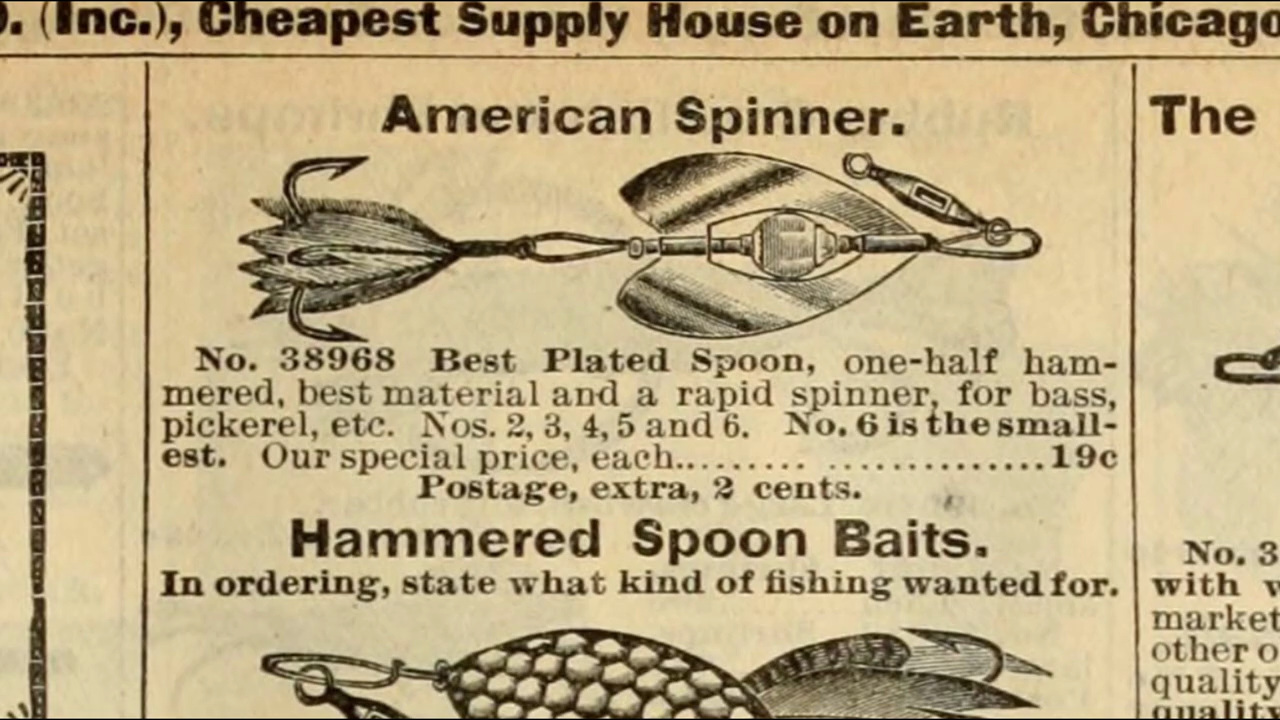 O. (Inc.), Cheapest Supply House on Earth, Chicago
American Spinner.
No. 38968 Best Plated Spoon, one-half ham-
mered, best material and a rapid spinner, for bass,
pickerel, etc. Nos. 2, 3, 4, 5 and 6. No. 6 is the small-
est. Our special price, each.......... ...............19c
Postage, extra, 2 cents.
Hammered Spoon Baits.
In ordering, state what kind of fishing wanted for.
The
No. 3
with w
market
other o
quality
quality